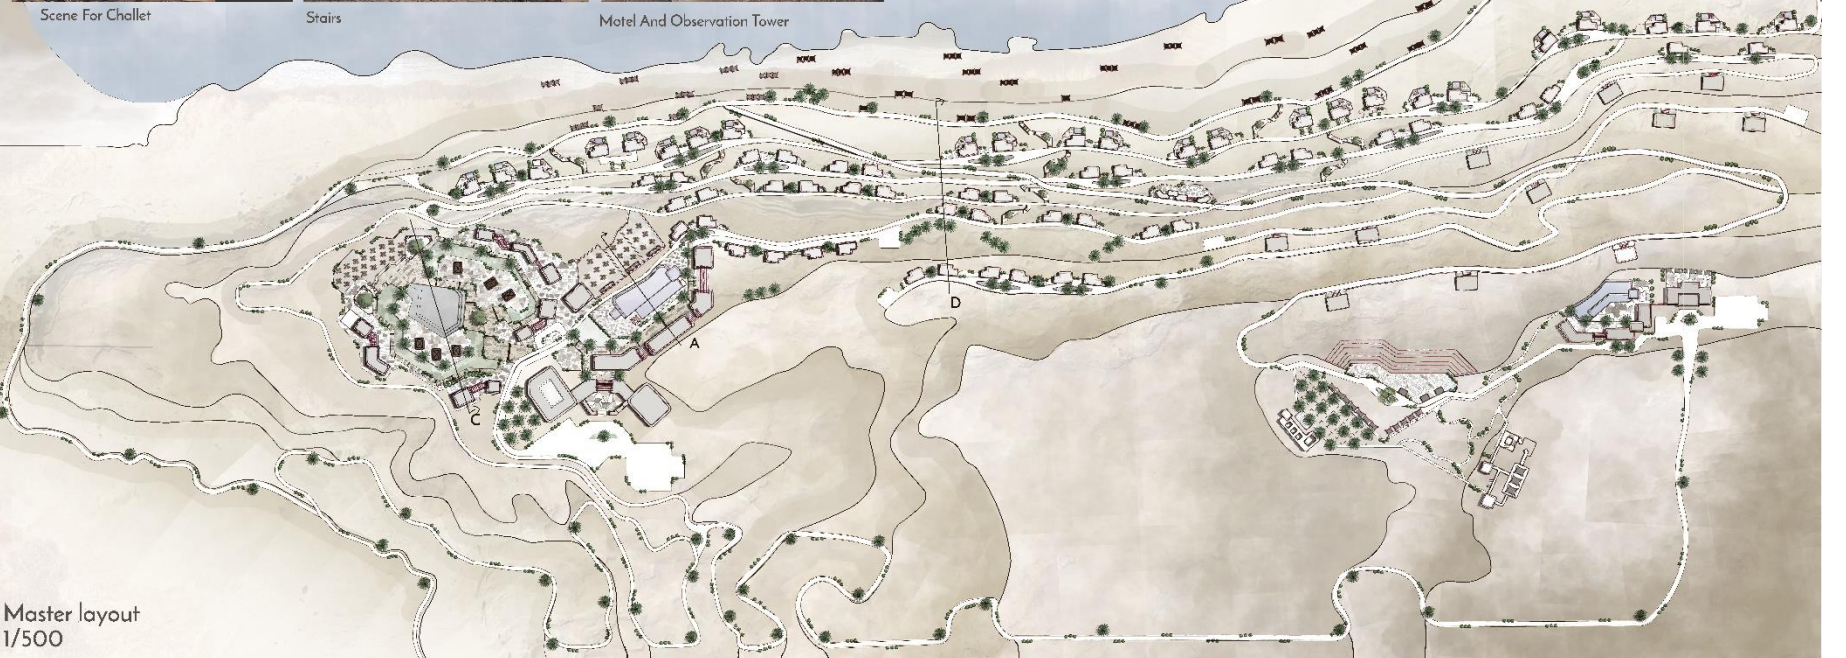 Scene For Challet
Stairs
Motel And Observation Tower
D
A
C
Master layout
1/500